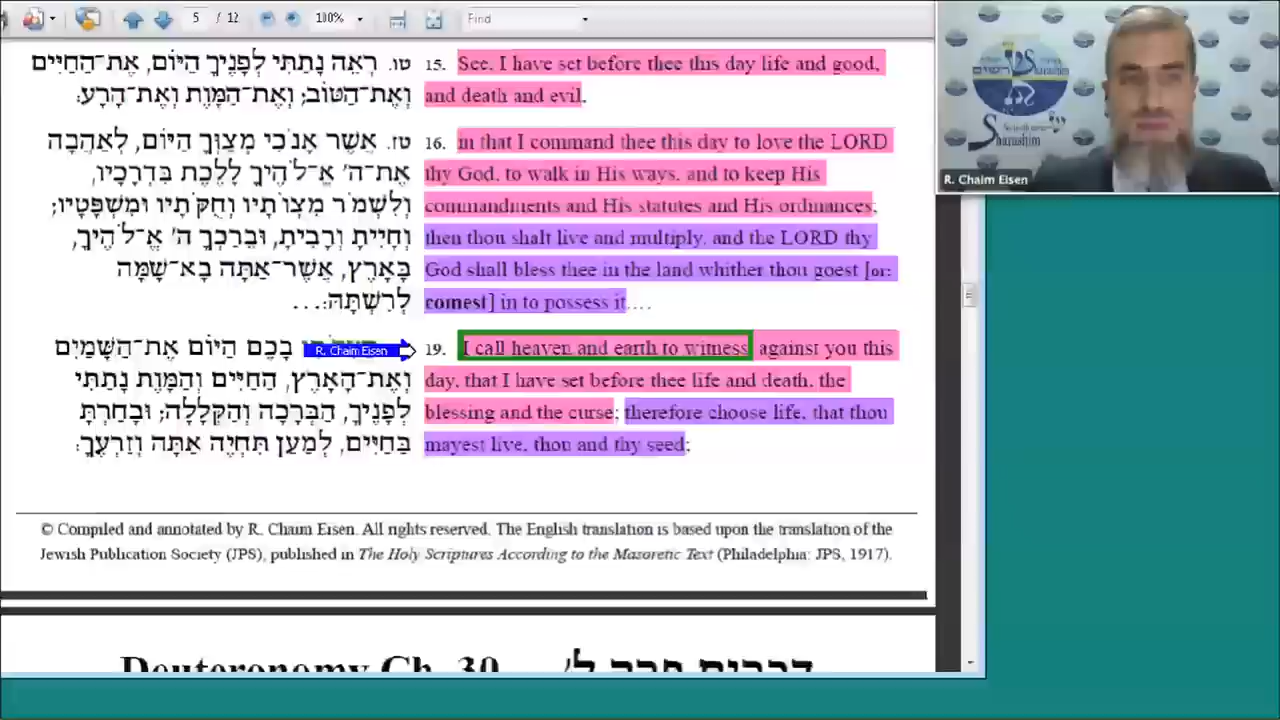 5 / 12
100%
Find
טו. רְאֵה נָתַתִּי לְפָנֶיךָ הַיּוֹם, אֶת־הַחַיִּים
וְאֶת־הַטּוֹב; וְאֶת־הַמָּוֶת וְאֶת־הָרָע:
15. See, I have set before thee this day life and good,
and death and evil,
טז. אֲשֶׁר אָנֹכִי מְצַוְּךָ הַיּוֹם, לְאַהֲבָה
אֶת־ה' אֱ־לֹהֶיךָ לָלֶכֶת בִּדְרָכָיו,
וְלִשְׁמֹר מִצְוֹתָיו וְחֻקֹּתָיו וּמִשְׁפָּטָיו;
וְחָיִיתָ וְרָבִיתָ, וּבֵרַכְךָ ה' אֱ־לֹהֶיךָ,
בָּאָרֶץ, אֲשֶׁר־אַתָּה בָא־שָׁמָּה
לְרִשְׁתָּהּ:...
16. in that I command thee this day to love the LORD
thy God, to walk in His ways, and to keep His
commandments and His statutes and His ordinances;
then thou shalt live and multiply, and the LORD thy
God shall bless thee in the land whither thou goest [or:
comest] in to possess it....
בָכֶם הַיּוֹם אֶת־הַשָּׁמַיִם
וְאֶת־הָאָרֶץ, הַחַיִּים וְהַמָּוֶת נָתַתִּי
לְפָנֶיךָ, הַבְּרָכָה וְהַקְּלָלָה; וּבָחַרְתָּ
בַּחַיִּים, לְמַעַן תִּחְיֶה אַתָּה וְזַרְעֶךָ:
R. Chaim Eisen
19. I call heaven and earth to witness against you this
day, that I have set before thee life and death, the
blessing and the curse; therefore choose life, that thou
mayest live, thou and thy seed;
© Compiled and annotated by R. Chaim Eisen. All rights reserved. The English translation is based upon the translation of the
Jewish Publication Society (JPS), published in The Holy Scriptures According to the Masoretic Text (Philadelphia: JPS, 1917).
Deuteronomy Ch. 30
דברים פרק ל'
Sharashim
R. Chaim Eisen